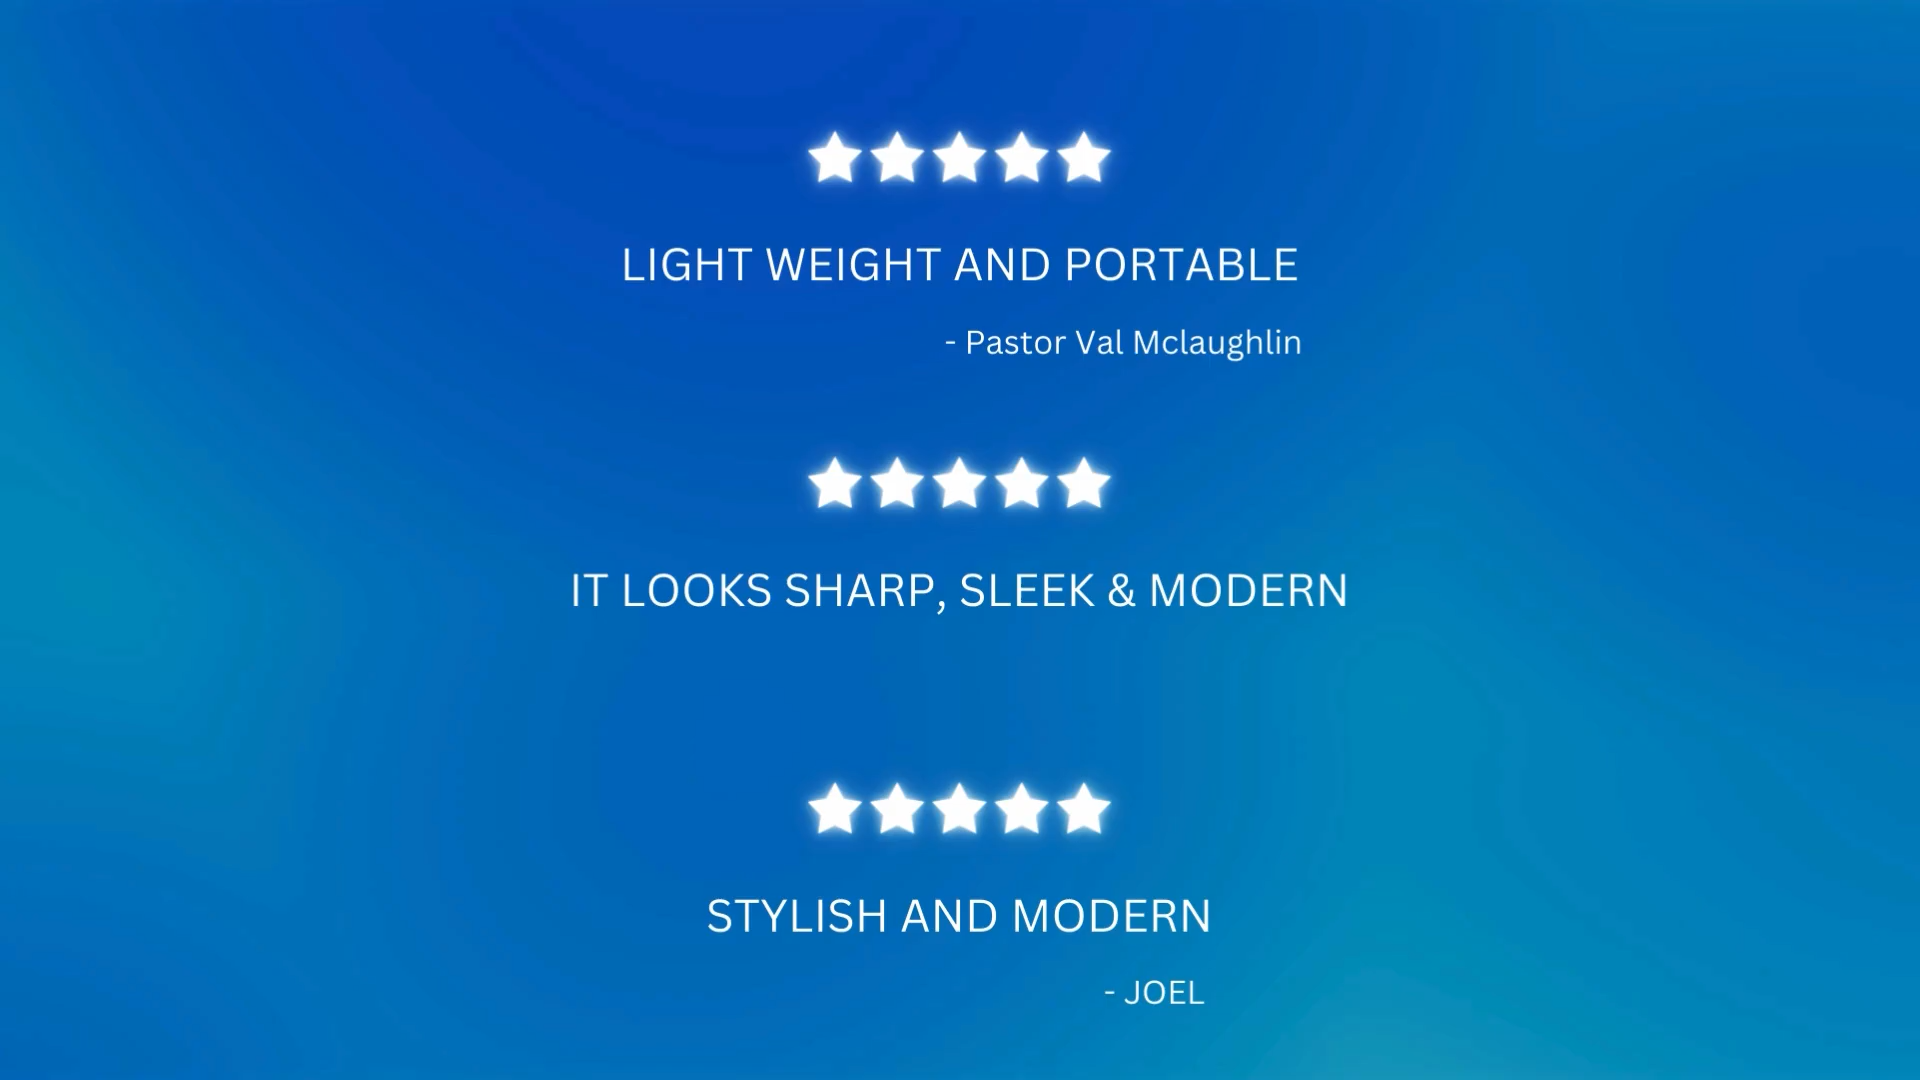 LIGHT WEIGHT AND PORTABLE
- Pastor Val Mclaughlin
IT LOOKS SHARP, SLEEK & MODERN
STYLISH AND MODERN
- JOEL